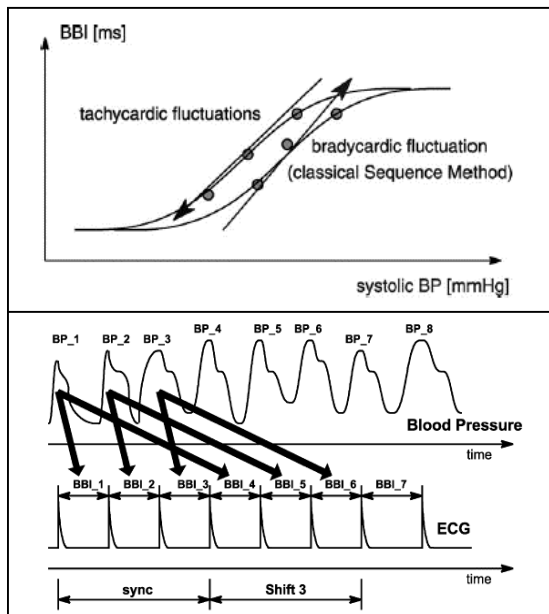 BBI [ms]
tachycardic fluctuations
bradycardic fluctuation
(classical Sequence Method)
systolic BP [mmHg]
BP_1 BP_2 BP_3 BP_4 BP_5 BP_6 BP_7 BP_8
Blood Pressure
time
BBI_1 BBI_2 BBI_3 BBI_4 BBI_5 BBI_6 BBI_7
ECG
time
sync Shift 3